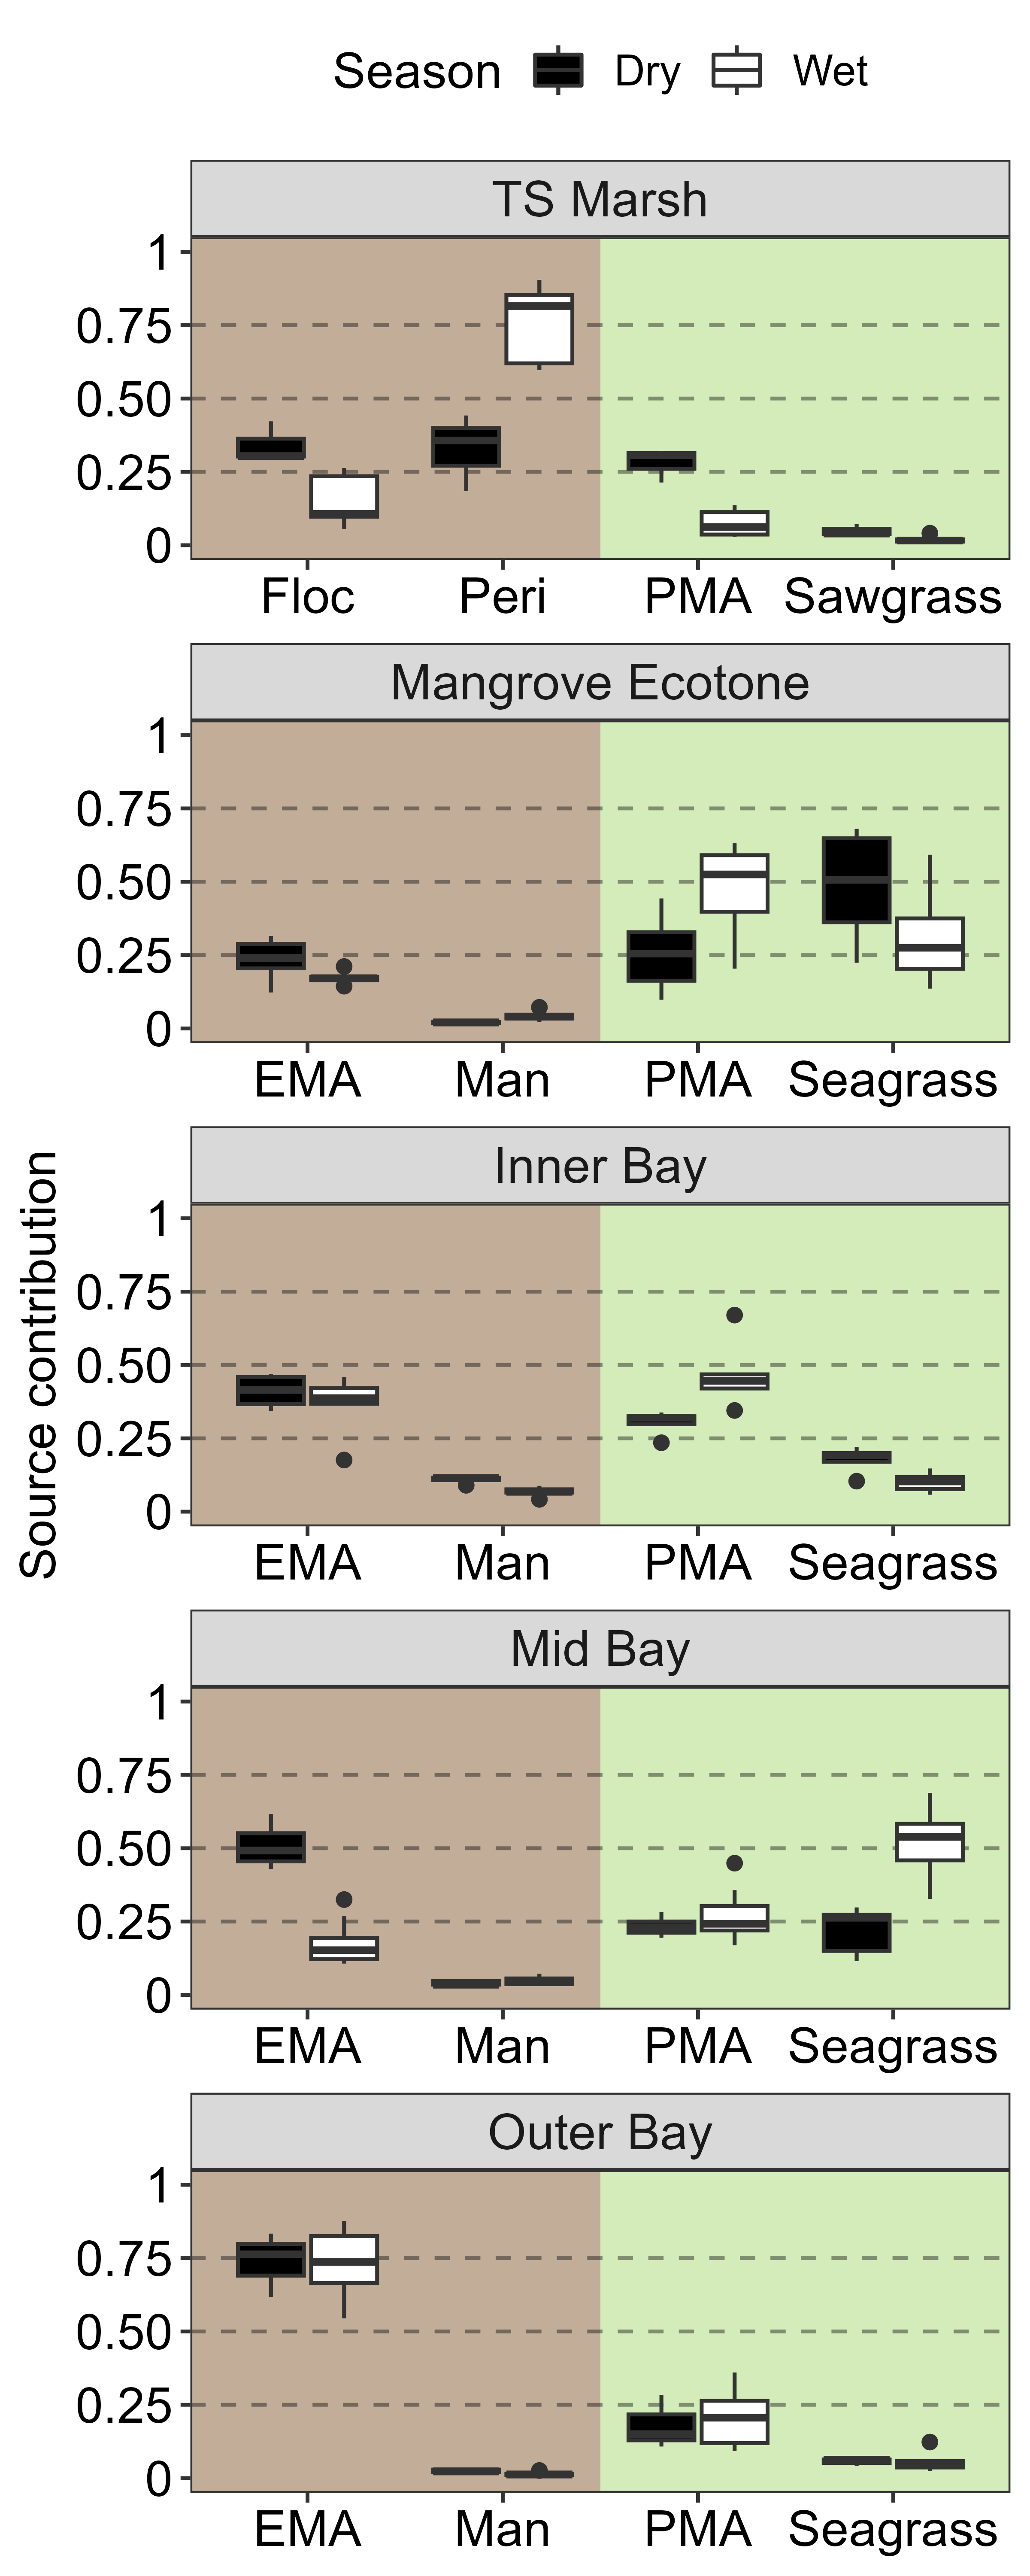 Season Dry Wet
TS Marsh
1
0.75
0.50
0.25
0
Floc Peri PMA Sawgrass
Mangrove Ecotone
1
0.75
0.50
0.25
0
EMA Man PMA Seagrass
Source contribution
Inner Bay
1
0.75
0.50
0.25
0
EMA Man PMA Seagrass
Mid Bay
1
0.75
0.50
0.25
0
EMA Man PMA Seagrass
Outer Bay
1
0.75
0.50
0.25
0
EMA Man PMA Seagrass